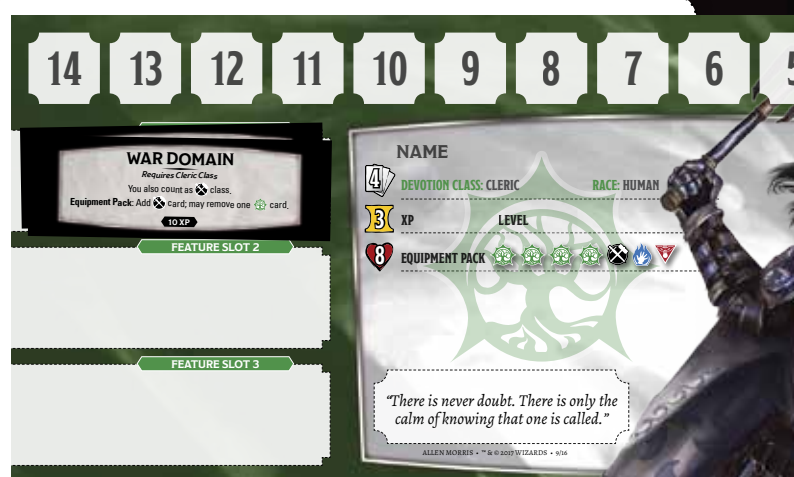 14 13 12 11 10 9 8 7 6
WAR DOMAIN
Requires Cleric Class
You also count as class.
Equipment Pack: Add card; may remove one card.
10 XP
FEATURE SLOT 2
FEATURE SLOT 3
NAME
4 DEVOTION CLASS: CLERIC RACE: HUMAN
3 XP LEVEL
8 EQUIPMENT PACK
“There is never doubt. There is only the
calm of knowing that one is called.”
ALLEN MORRIS • ™ & © 2017 WIZARDS • 9/16